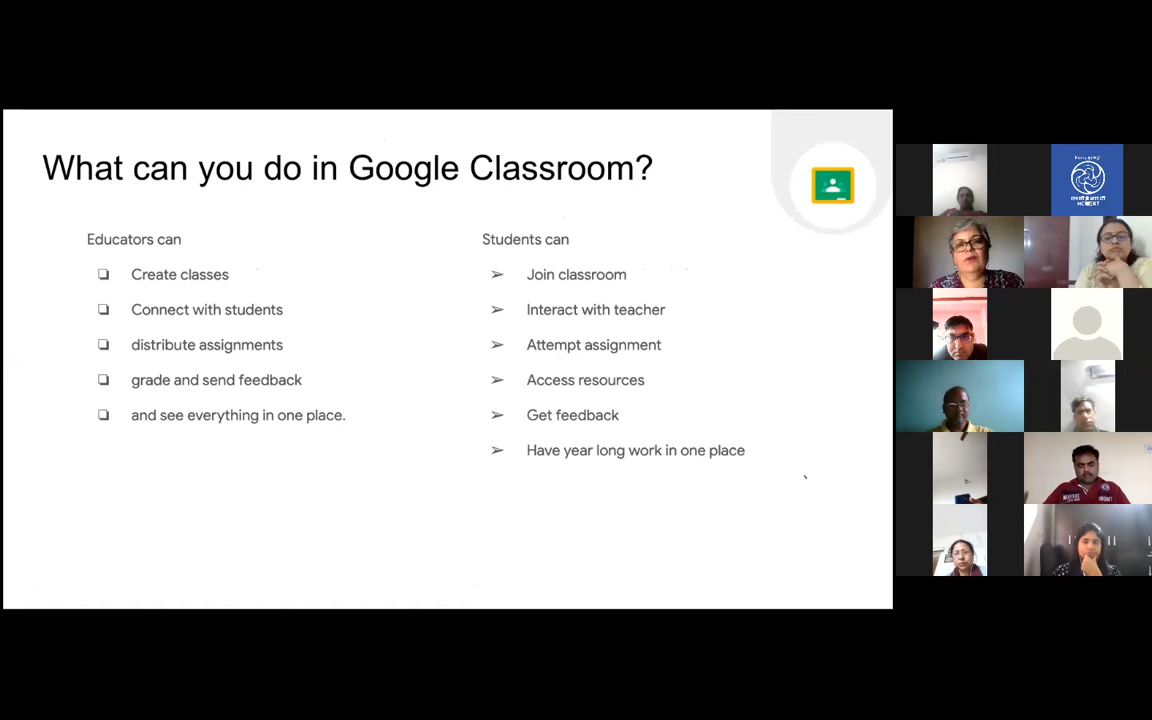 What can you do in Google Classroom?
Educators can
Create classes
Connect with students
distribute assignments
grade and send feedback
and see everything in one place.
Students can
Join classroom
Interact with teacher
Attempt assignment
Access resources
Get feedback
Have year long work in one place